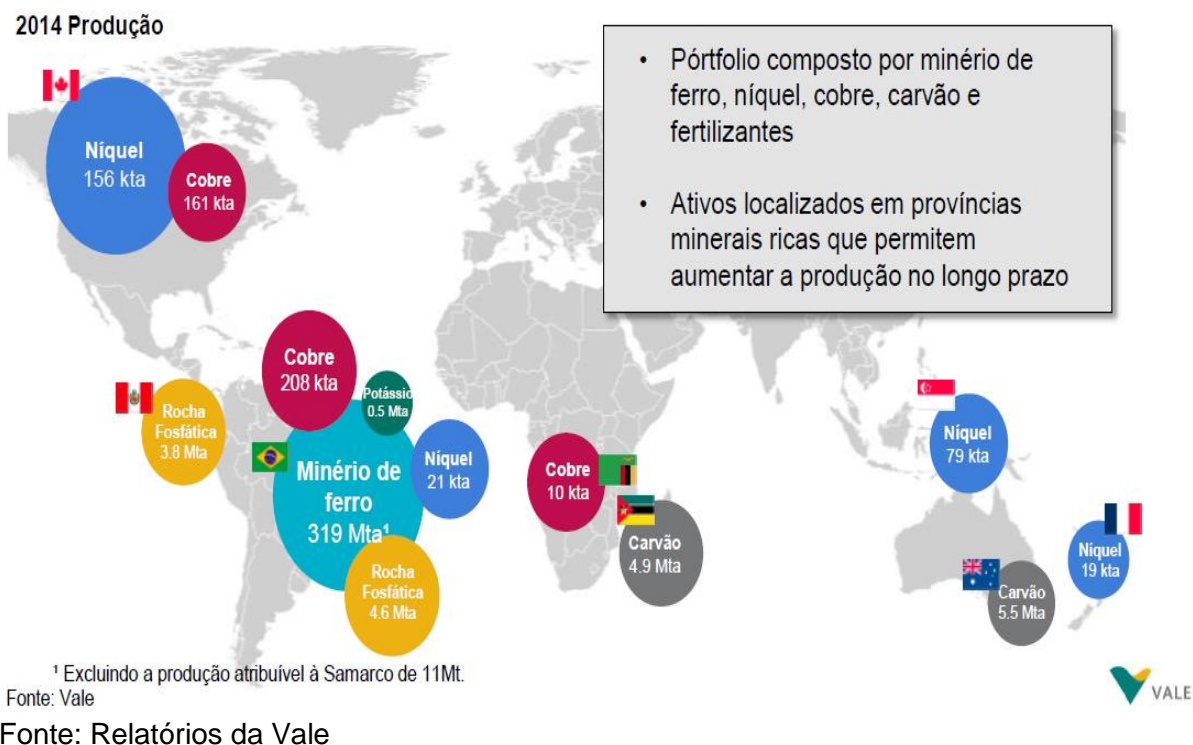 2014 Produção
• Pórtfolio composto por minério de
ferro, níquel, cobre, carvão e
fertilizantes
• Ativos localizados em províncias
minerais ricas que permitem
aumentar a produção no longo prazo
Níquel
156 kta
Cobre
161 kta
Cobre
208 kta
Potássio
0.5 Mta
Rocha
Fosfática
3.8 Mta
Minério de
ferro
319 Mta¹
Níquel
21 kta
Rocha
Fosfática
4.6 Mta
Cobre
10 kta
Carvão
4.9 Mta
Níquel
79 kta
Níquel
19 kta
Carvão
5.5 Mta
¹ Excluindo a produção atribuível à Samarco de 11Mt.
Fonte: Vale
VALE
Fonte: Relatórios da Vale